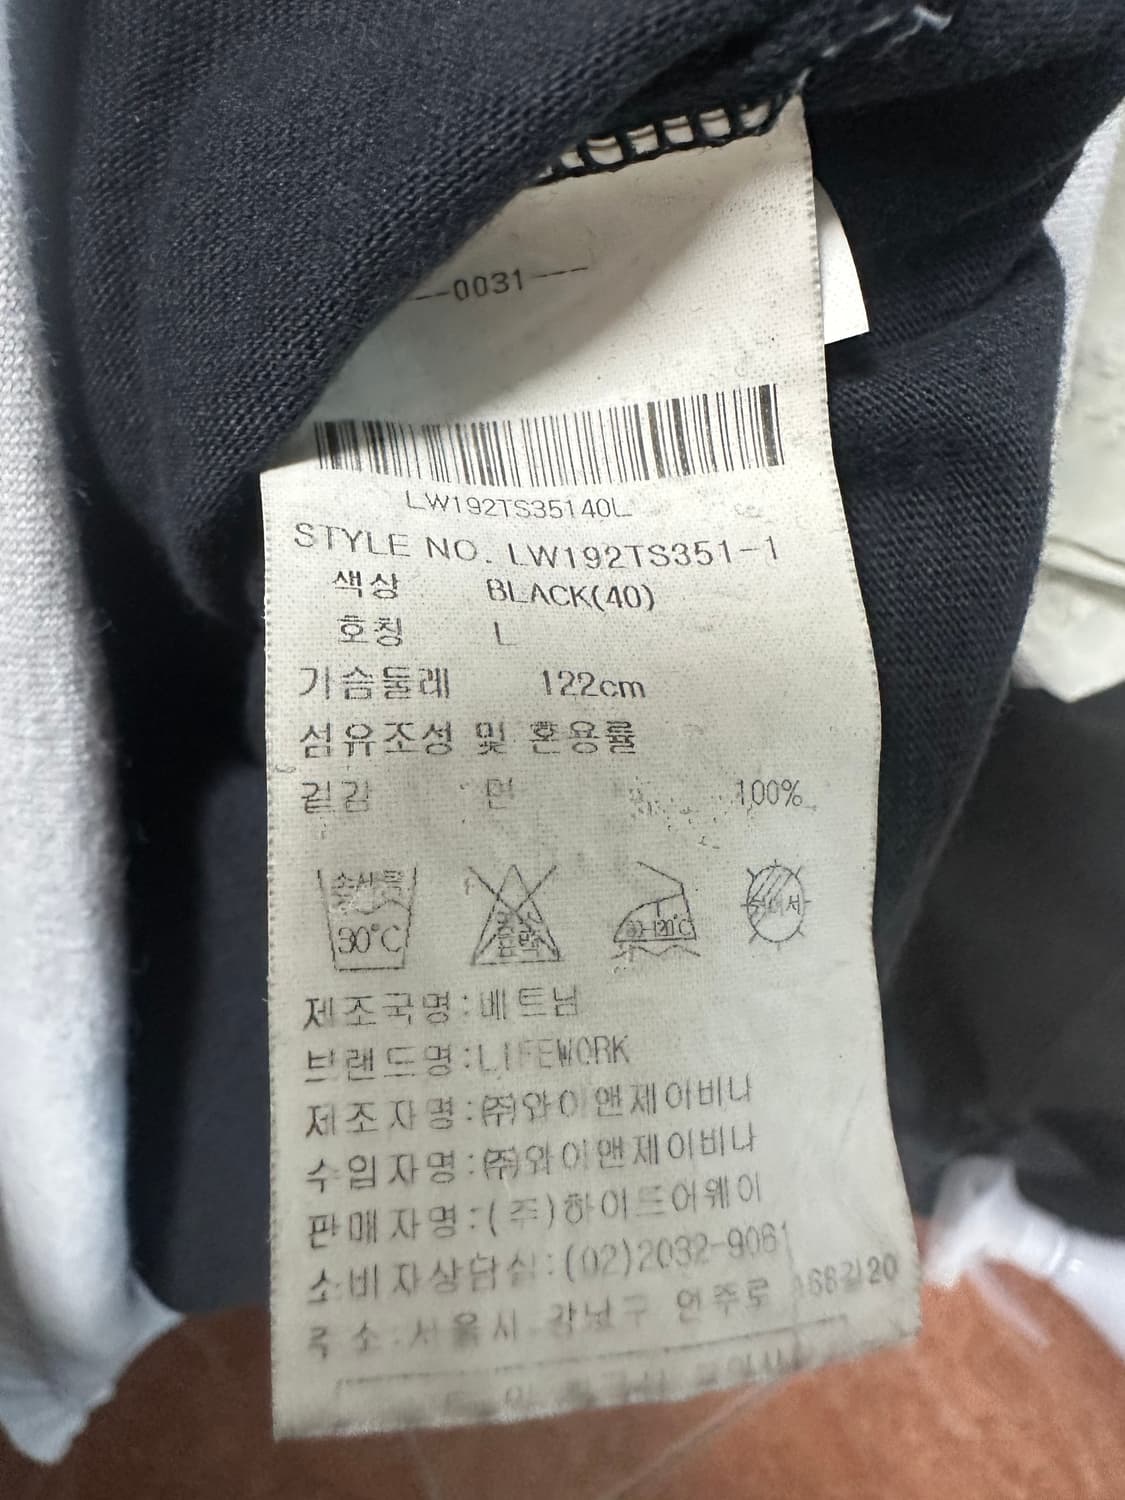 ---0031---
LW192TS35140L
STYLE NO. LW192TS351-1
색상 BLACK(40)
호칭 L
가슴둘레 122cm
섬유조성 및 혼용률
겉감 면 100%
손세탁
30°C
80-120°C
제조국명:베트남
브랜드명:LIFEWORK
제조자명:(주)와이앤제이비나
수입자명:(주)와이앤제이비나
판매자명:(주)하이드어웨이
소비자상담실:(02)2032-9061
주소:서울시 강남구 언주로 168길20